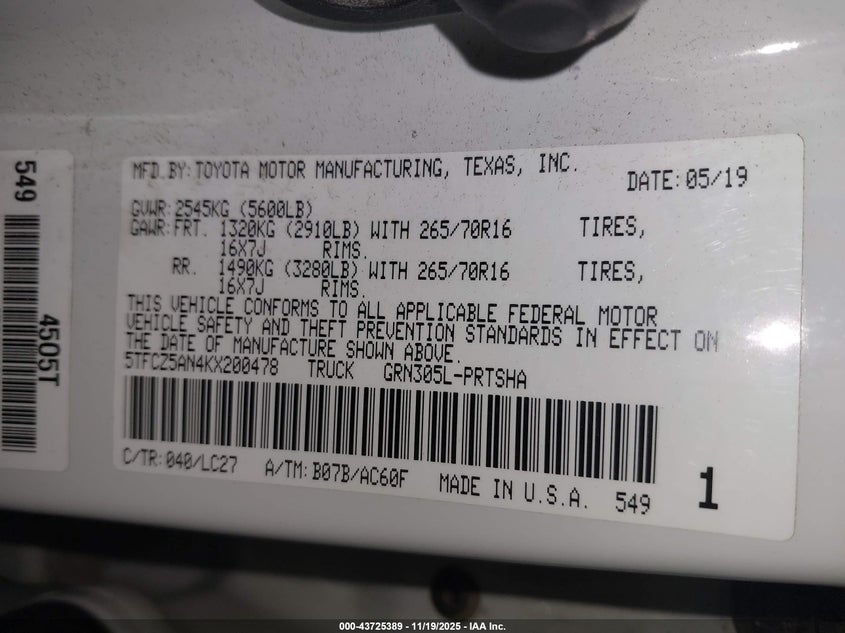 549
4505T
MFD.BY:TOYOTA MOTOR MANUFACTURING, TEXAS, INC.
DATE:05/19
GVWR:2545KG (5600LB)
GAWR:FRT. 1320KG (2910LB) WITH 265/70R16 TIRES,
16X7J RIMS.
RR. 1490KG (3280LB) WITH 265/70R16 TIRES,
16X7J RIMS.
THIS VEHICLE CONFORMS TO ALL APPLICABLE FEDERAL MOTOR
VEHICLE SAFETY AND THEFT PREVENTION STANDARDS IN EFFECT ON
THE DATE OF MANUFACTURE SHOWN ABOVE.
5TFCZ5AN4KX200478 TRUCK GRN305L-PRTSHA
C/TR:040/LC27 A/TM:B07B/AC60F MADE IN U.S.A. 549 1
000-43725389 - 11/19/2025 - IAA Inc.